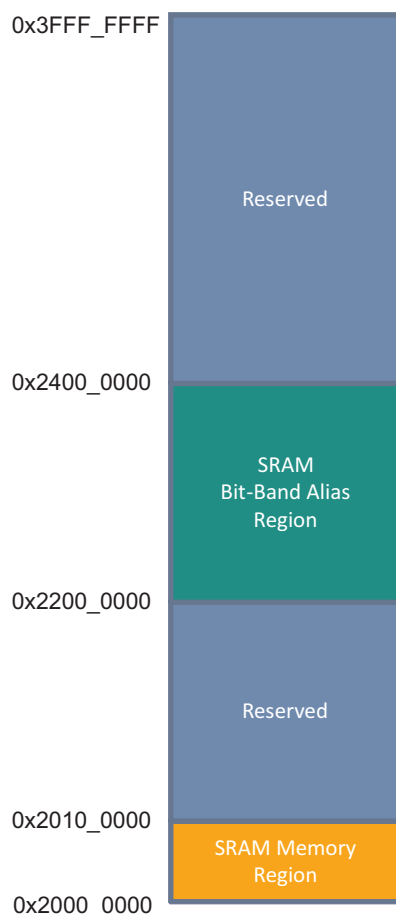 0x3FFF_FFFF
Reserved
0x2400_0000
SRAM
Bit-Band Alias
Region
0x2200_0000
Reserved
0x2010_0000
SRAM Memory
Region
0x2000_0000